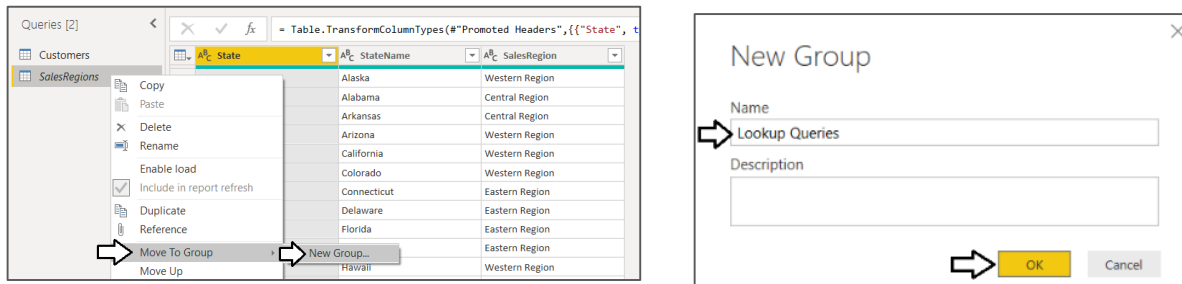 Queries [2]
= Table.TransformColumnTypes(#"Promoted Headers",{{"State", t
Customers
SalesRegions
ABC State
ABC StateName
ABC SalesRegion
Alaska Western Region
Alabama Central Region
Arkansas Central Region
Arizona Western Region
California Western Region
Colorado Western Region
Connecticut Eastern Region
Delaware Eastern Region
Florida Eastern Region
Eastern Region
Hawaii Western Region
Copy
Paste
Delete
Rename
Enable load
Include in report refresh
Duplicate
Reference
Move To Group
New Group...
Move Up
New Group
Name
Lookup Queries
Description
OK
Cancel